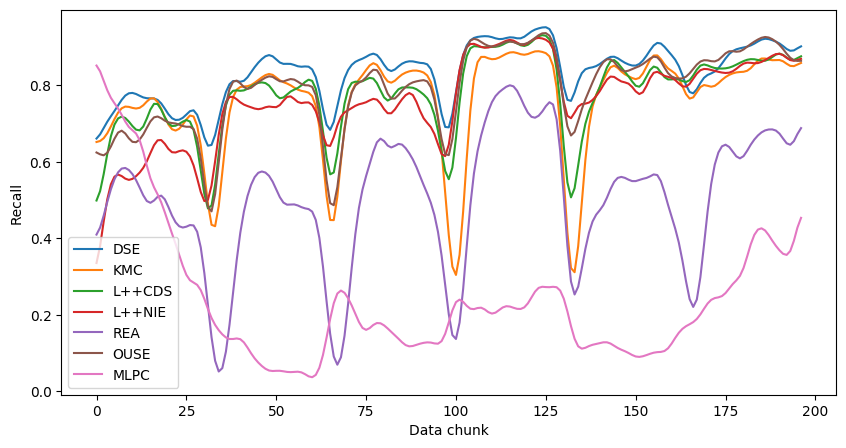 Recall
0.8
0.6
0.4
0.2
0.0
DSE
KMC
L++CDS
L++NIE
REA
OUSE
MLPC
0 25 50 75 100 125 150 175 200
Data chunk